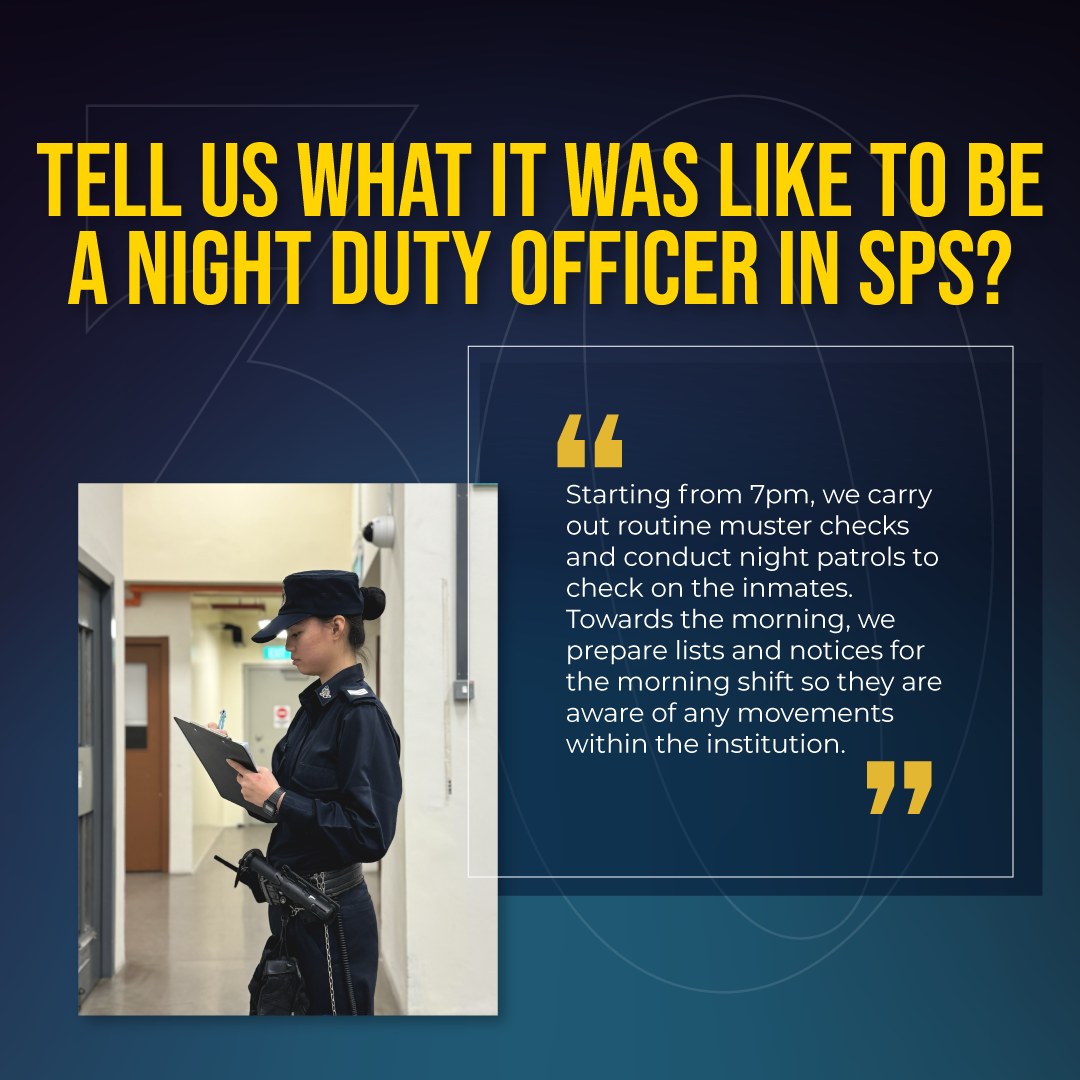 TELL US WHAT IT WAS LIKE TO BE
A NIGHT DUTY OFFICER IN SPS?
“
Starting from 7pm, we carry
out routine muster checks
and conduct night patrols to
check on the inmates.
Towards the morning, we
prepare lists and notices for
the morning shift so they are
aware of any movements
within the institution.
”